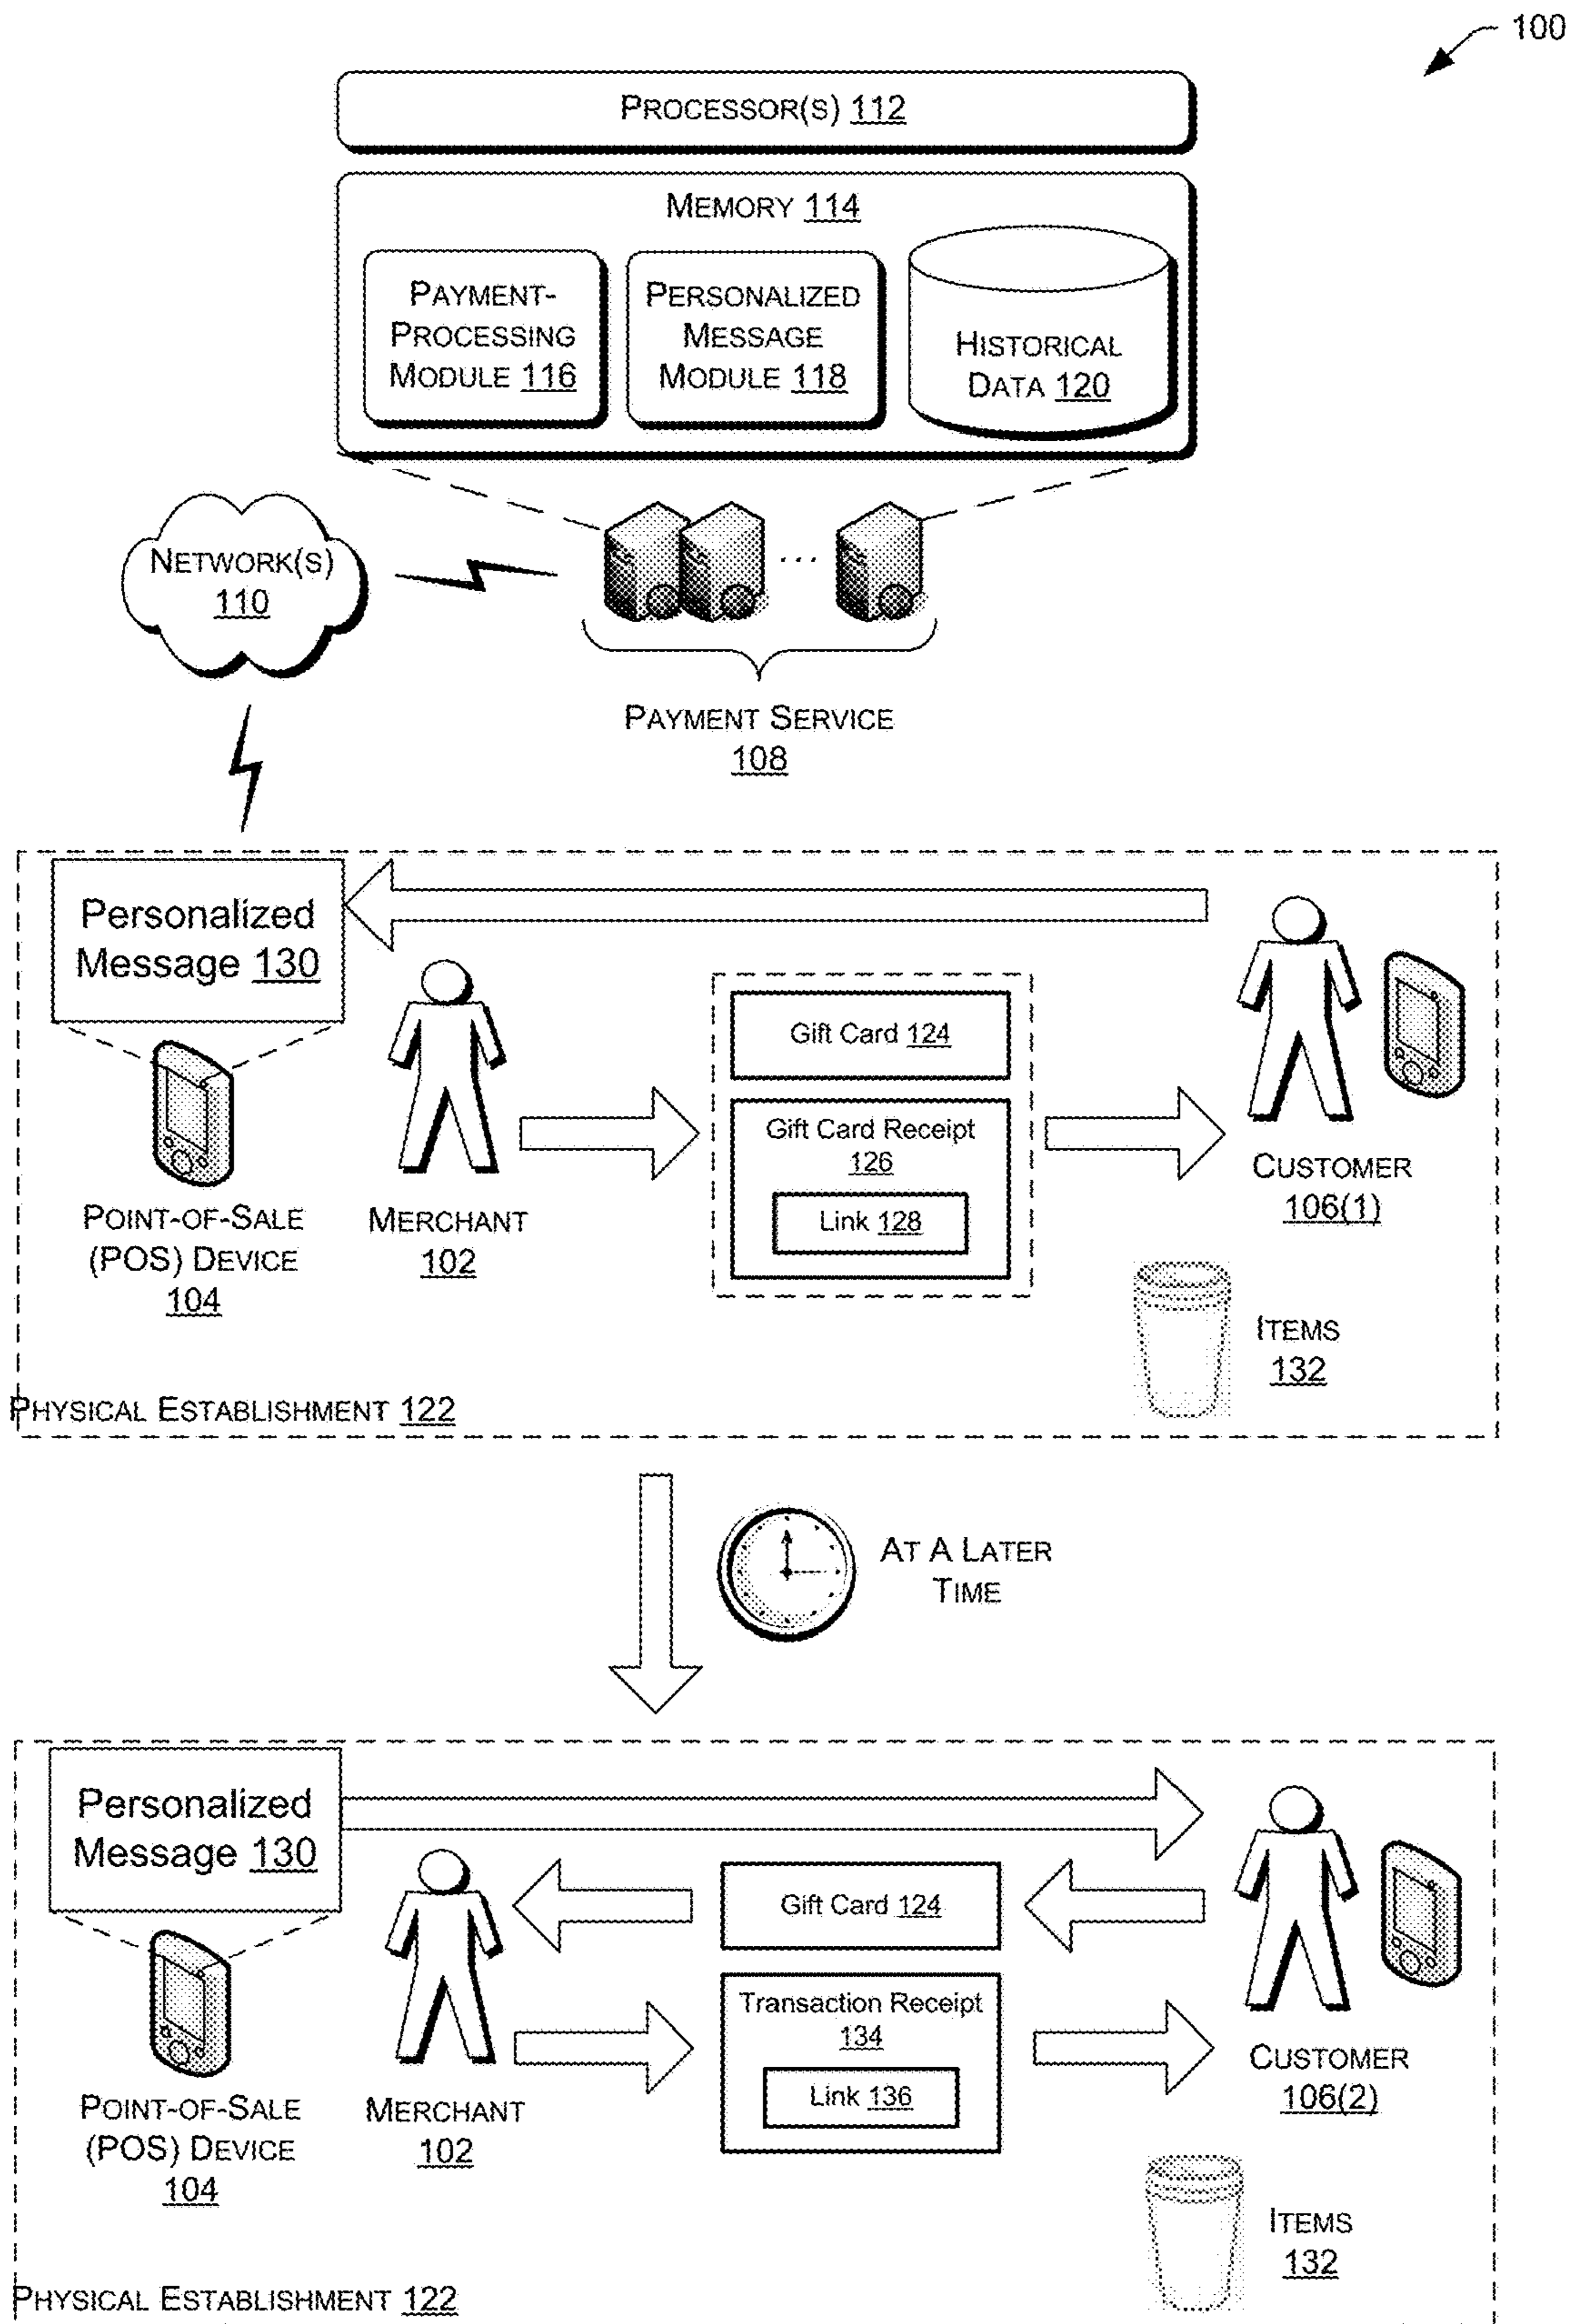 100
PROCESSOR(S) 112
MEMORY 114
PAYMENT-
PROCESSING
MODULE 116
PERSONALIZED
MESSAGE
MODULE 118
HISTORICAL
DATA 120
NETWORK(S)
110
...
PAYMENT SERVICE
108
Personalized
Message 130
Gift Card 124
Gift Card Receipt
126
Link 128
POINT-OF-SALE
(POS) DEVICE
104
MERCHANT
102
CUSTOMER
106(1)
ITEMS
132
PHYSICAL ESTABLISHMENT 122
AT A LATER
TIME
Personalized
Message 130
Gift Card 124
Transaction Receipt
134
Link 136
POINT-OF-SALE
(POS) DEVICE
104
MERCHANT
102
CUSTOMER
106(2)
ITEMS
132
PHYSICAL ESTABLISHMENT 122